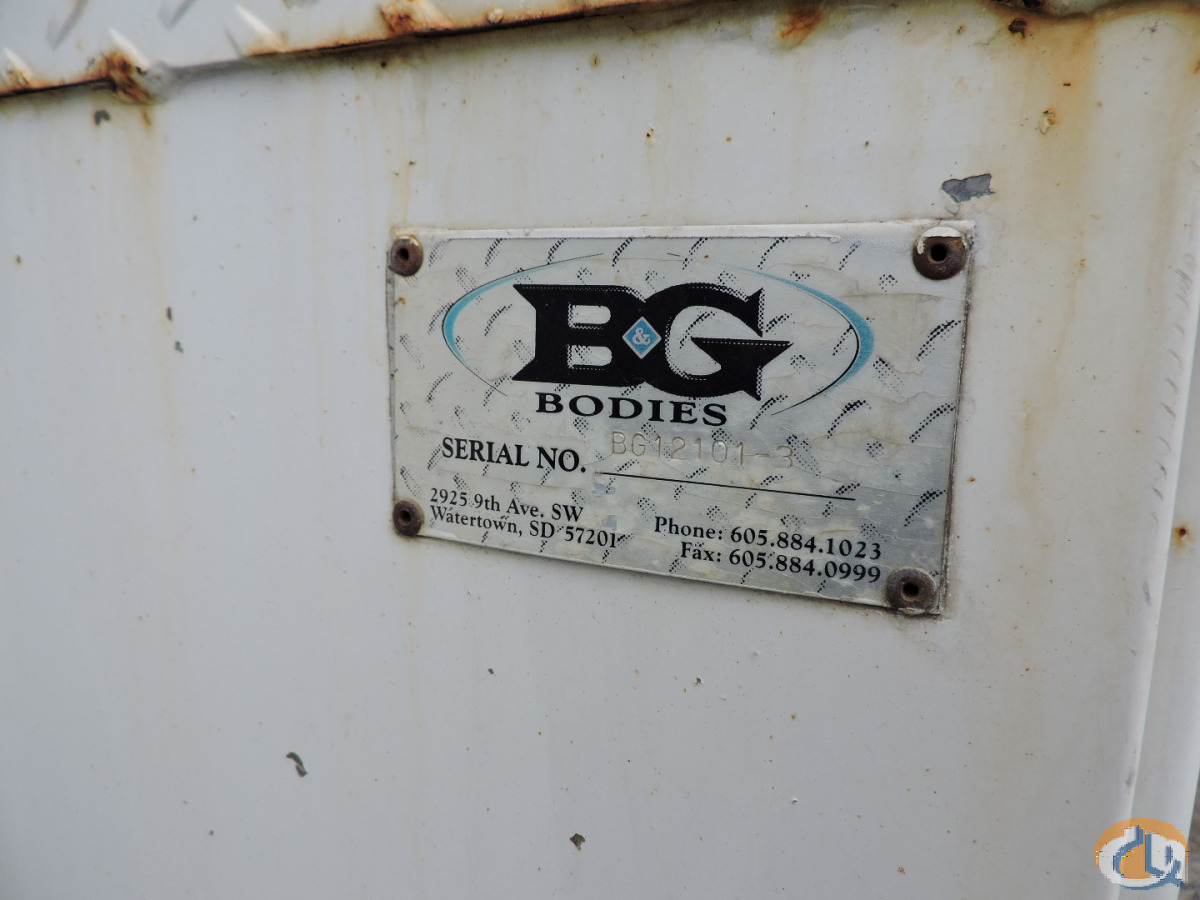 B&G
BODIES
SERIAL NO. BG12101-3
2925 9th Ave. SW
Watertown, SD 57201
Phone: 605.884.1023
Fax: 605.884.0999